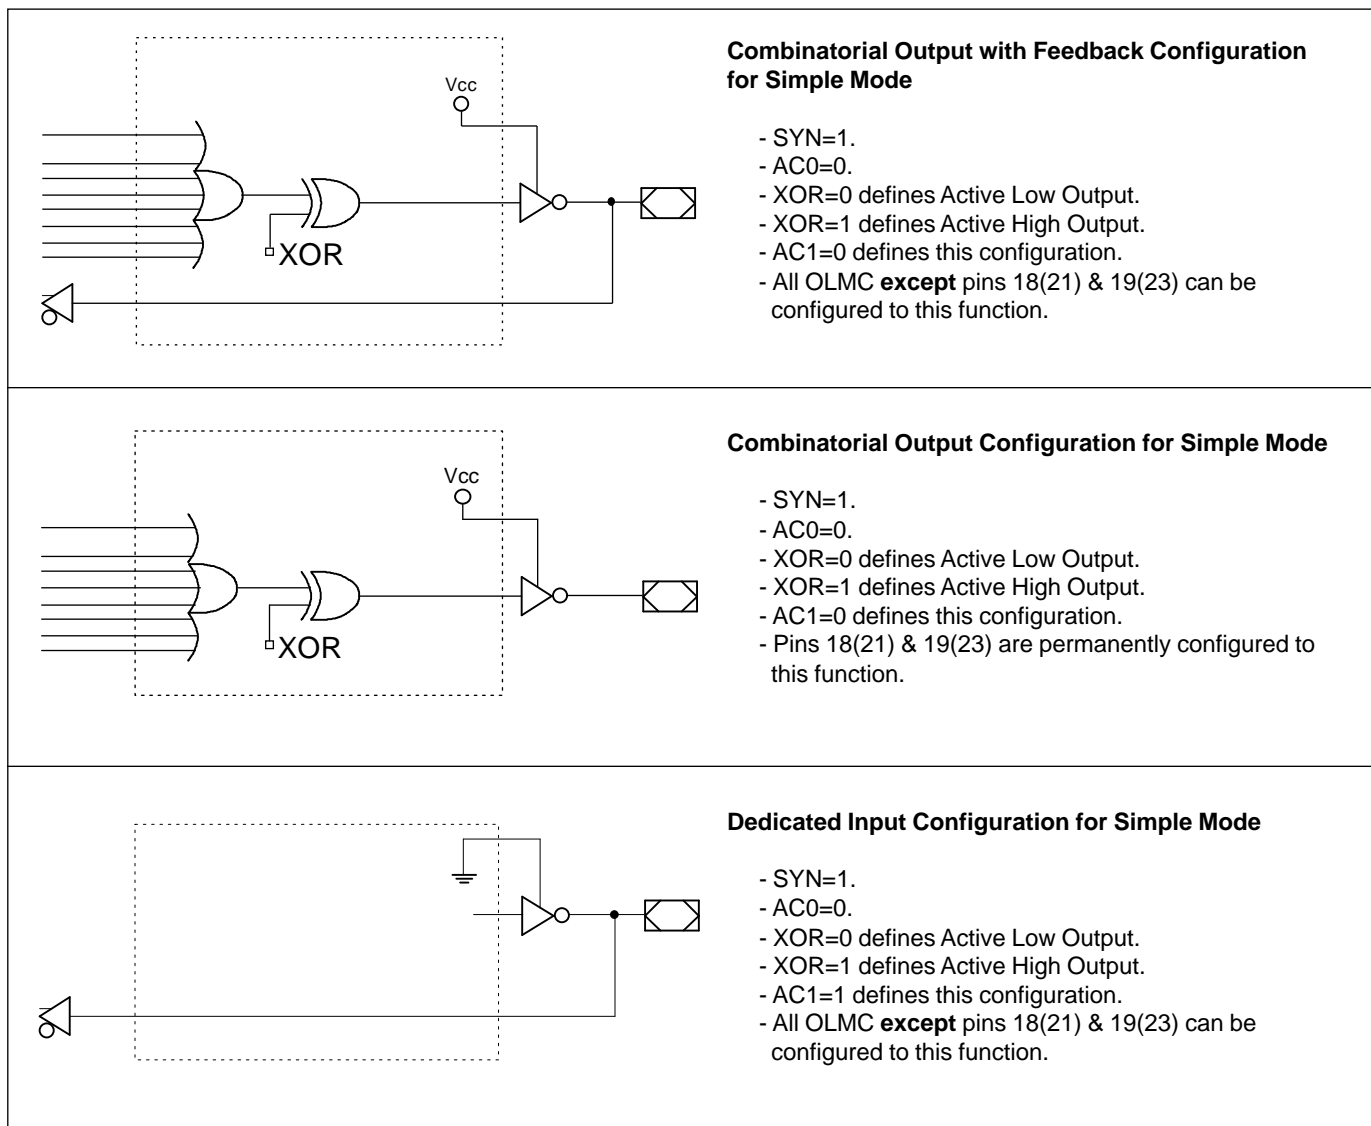 Combinatorial Output with Feedback Configuration
for Simple Mode
Vcc
XOR
- SYN=1.
- AC0=0.
- XOR=0 defines Active Low Output.
- XOR=1 defines Active High Output.
- AC1=0 defines this configuration.
- All OLMC except pins 18(21) & 19(23) can be
configured to this function.
Combinatorial Output Configuration for Simple Mode
Vcc
XOR
- SYN=1.
- AC0=0.
- XOR=0 defines Active Low Output.
- XOR=1 defines Active High Output.
- AC1=0 defines this configuration.
- Pins 18(21) & 19(23) are permanently configured to
this function.
Dedicated Input Configuration for Simple Mode
- SYN=1.
- AC0=0.
- XOR=0 defines Active Low Output.
- XOR=1 defines Active High Output.
- AC1=1 defines this configuration.
- All OLMC except pins 18(21) & 19(23) can be
configured to this function.